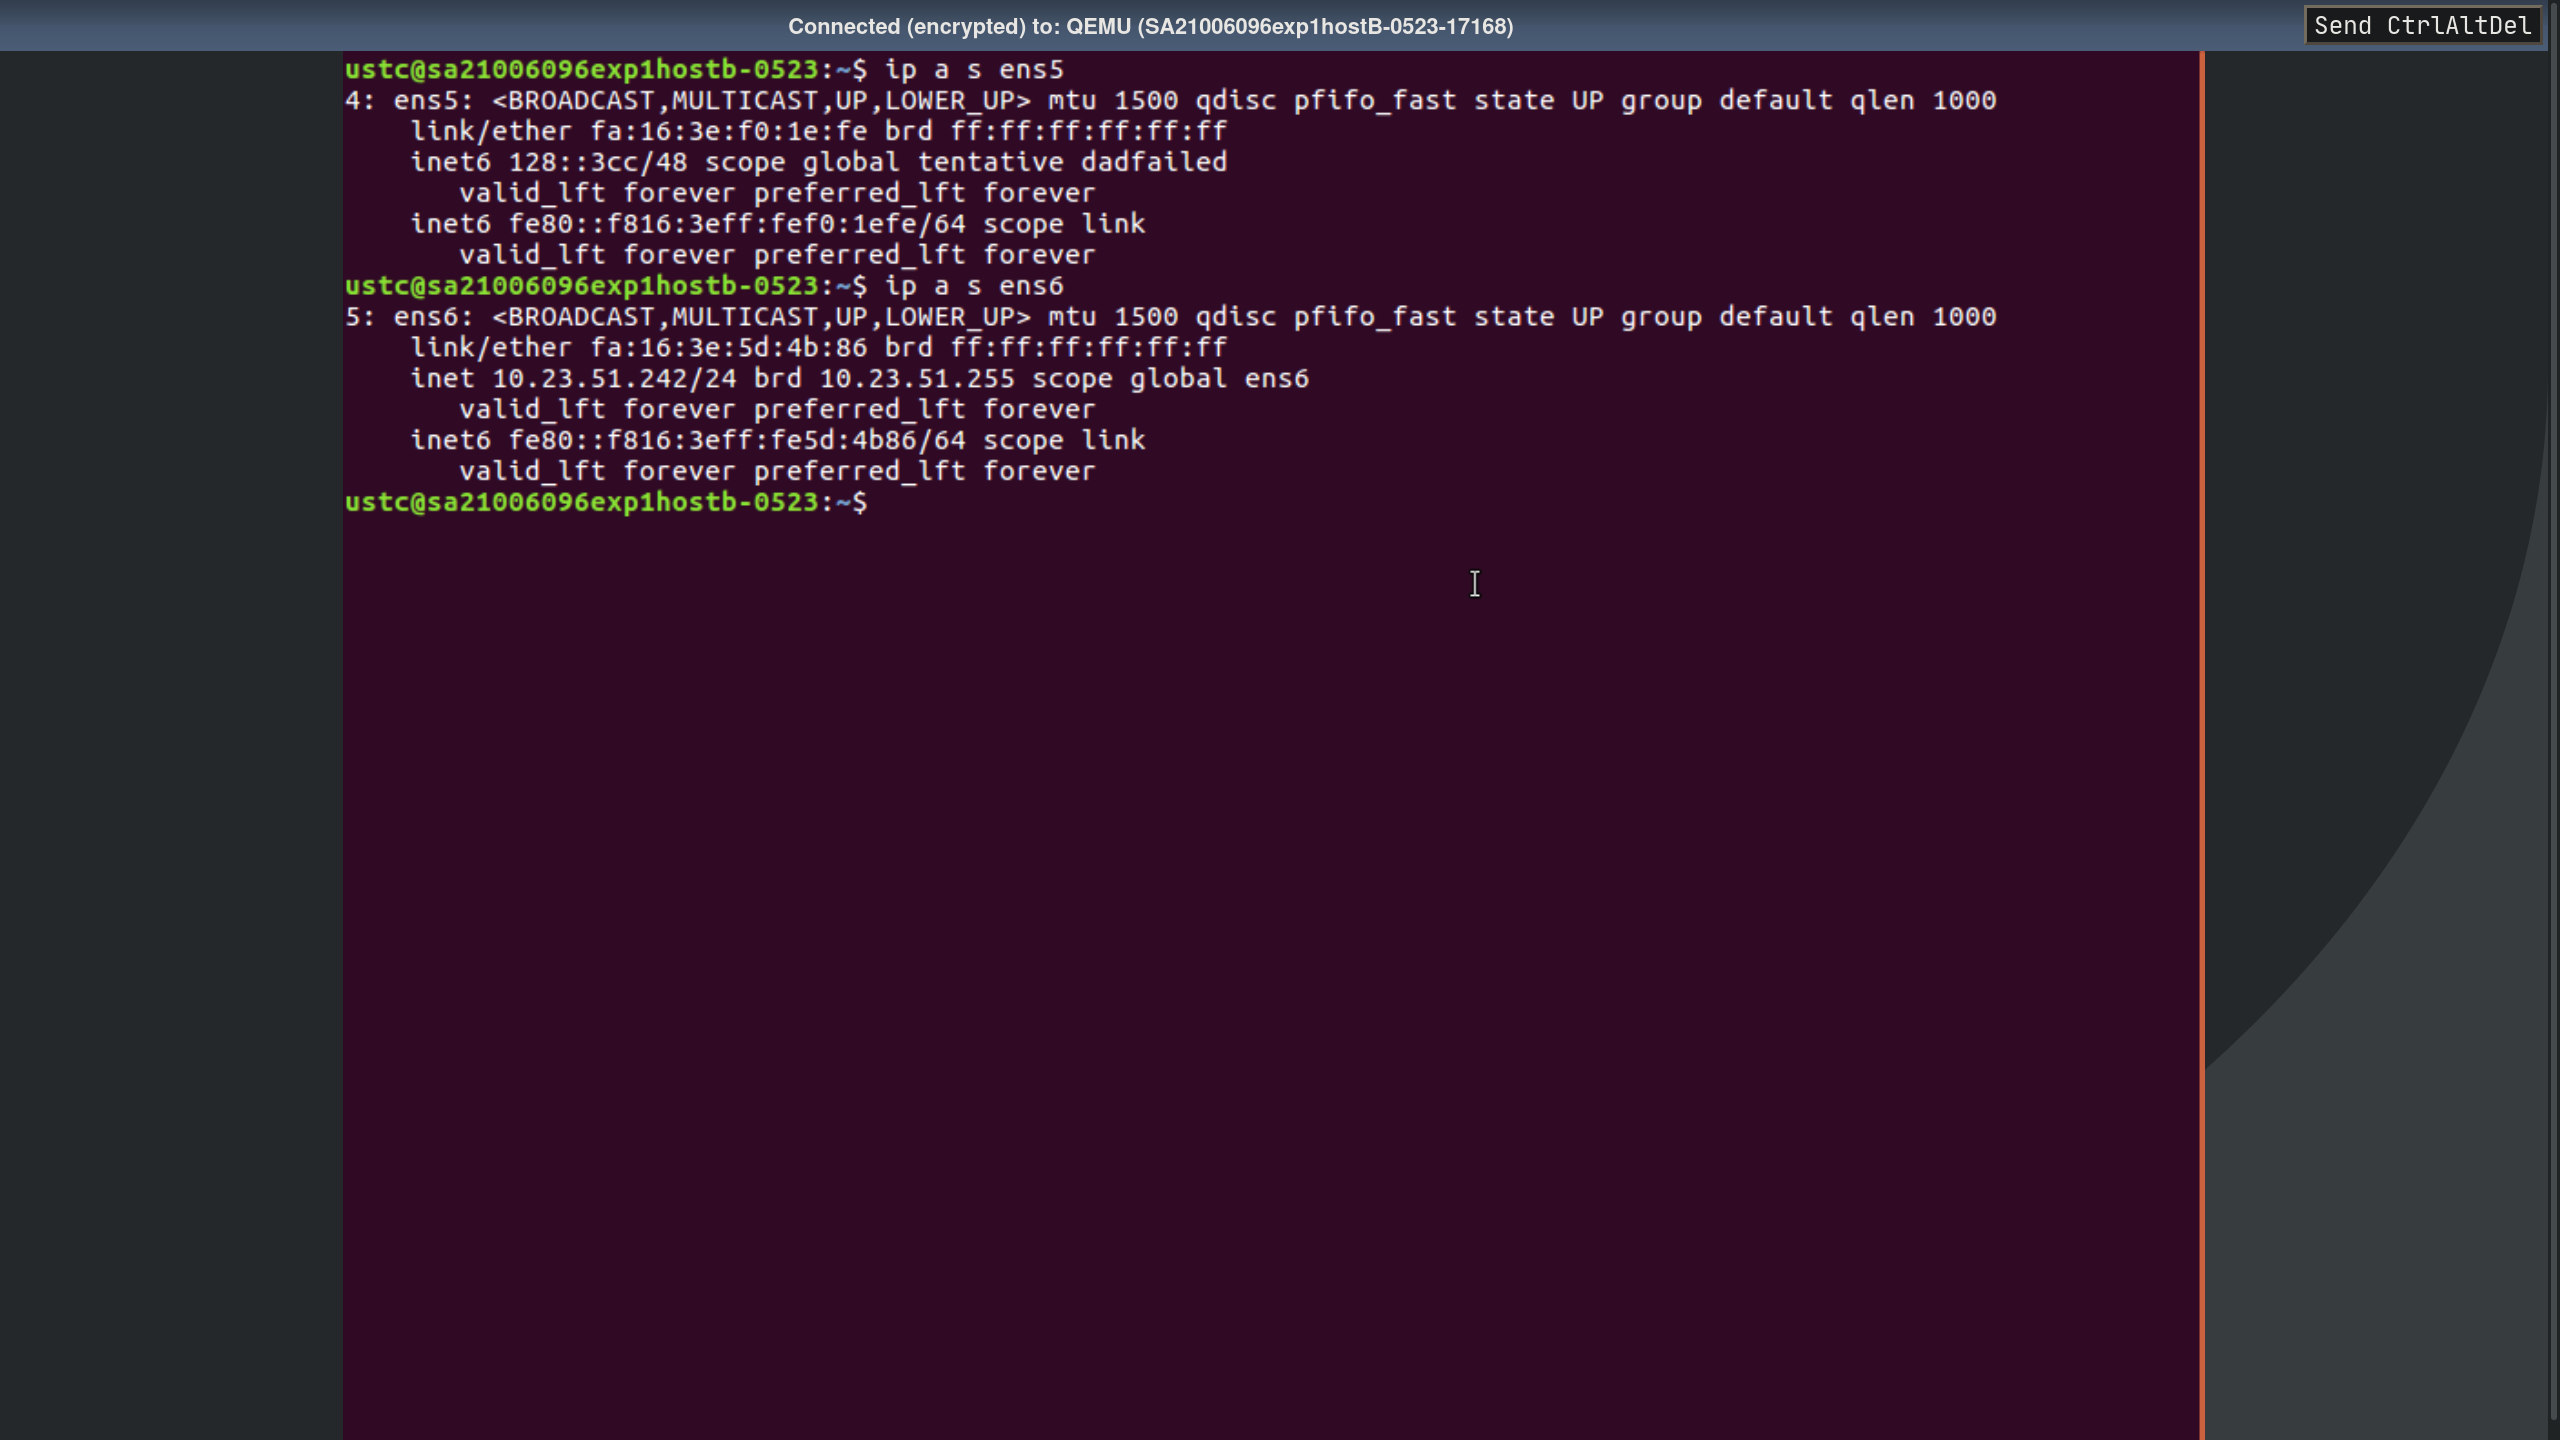 Connected (encrypted) to: QEMU (SA21006096exp1hostB-0523-17168)
Send CtrlAltDel
ustc@sa21006096exp1hostb-0523:~$ ip a s ens5
4: ens5: <BROADCAST,MULTICAST,UP,LOWER_UP> mtu 1500 qdisc pfifo_fast state UP group default qlen 1000
    link/ether fa:16:3e:f0:1e:fe brd ff:ff:ff:ff:ff:ff
    inet6 128::3cc/48 scope global tentative dadfailed
       valid_lft forever preferred_lft forever
    inet6 fe80::f816:3eff:fef0:1efe/64 scope link
       valid_lft forever preferred_lft forever
ustc@sa21006096exp1hostb-0523:~$ ip a s ens6
5: ens6: <BROADCAST,MULTICAST,UP,LOWER_UP> mtu 1500 qdisc pfifo_fast state UP group default qlen 1000
    link/ether fa:16:3e:5d:4b:86 brd ff:ff:ff:ff:ff:ff
    inet 10.23.51.242/24 brd 10.23.51.255 scope global ens6
       valid_lft forever preferred_lft forever
    inet6 fe80::f816:3eff:fe5d:4b86/64 scope link
       valid_lft forever preferred_lft forever
ustc@sa21006096exp1hostb-0523:~$